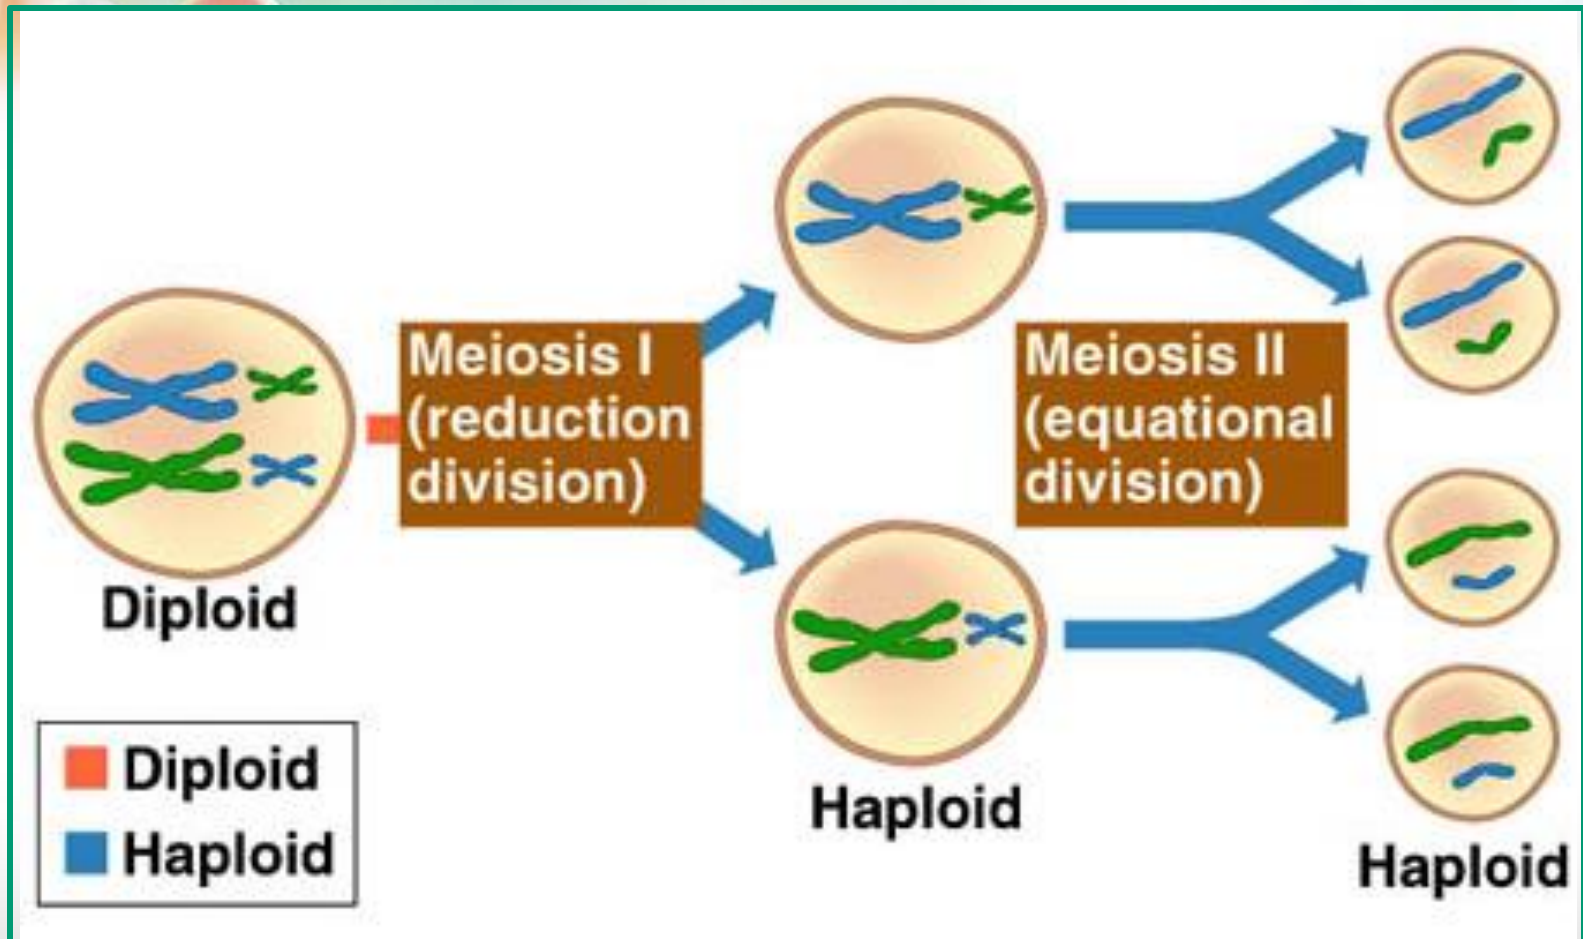 Meiosis I
(reduction
division)
Meiosis II
(equational
division)
Diploid
Haploid
Haploid
Diploid
Haploid